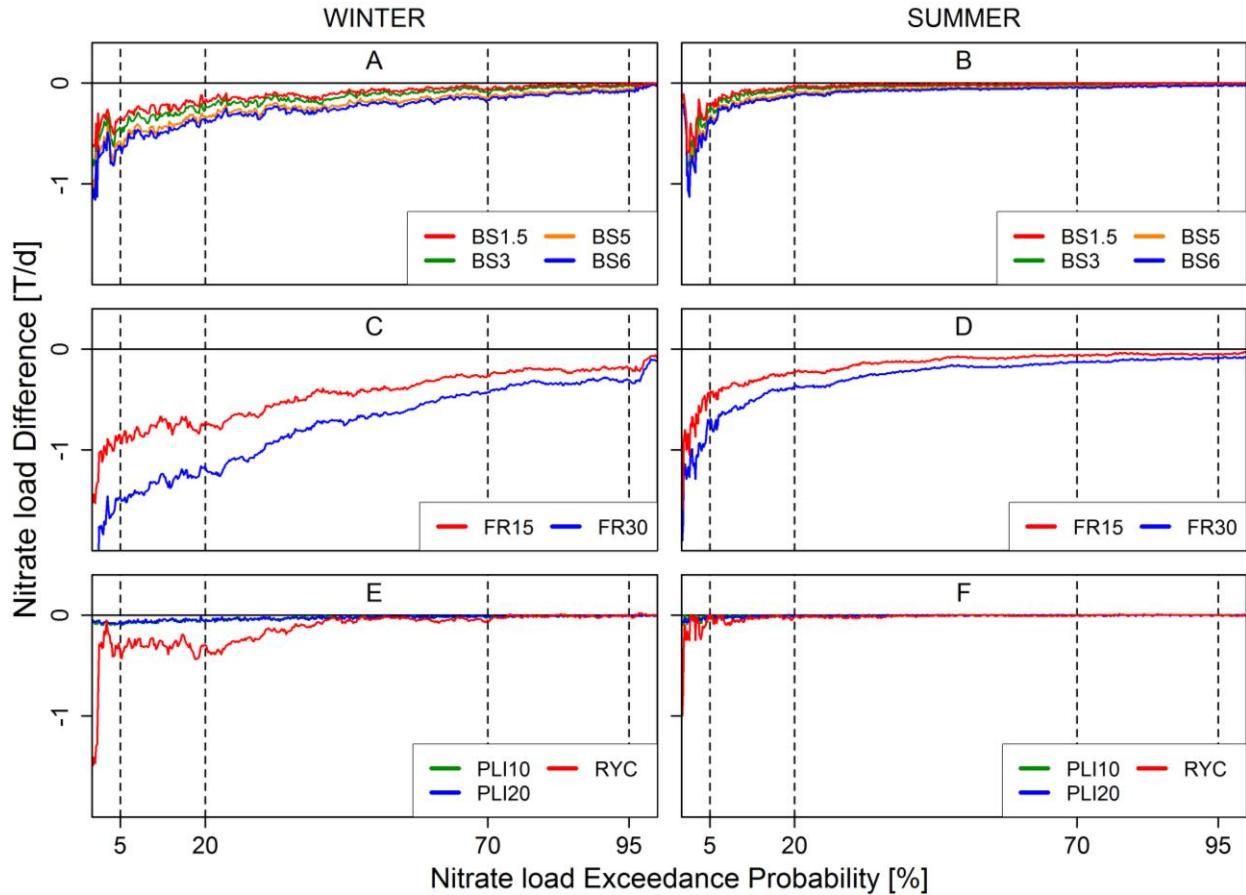 WINTER
SUMMER
Nitrate load Difference [T/d]
A
0
-1
BS1.5 BS5
BS3 BS6
B
BS1.5 BS5
BS3 BS6
C
0
-1
FR15 FR30
D
FR15 FR30
E
0
-1
PLI10 RYC
PLI20
F
PLI10 RYC
PLI20
5 20 70 95
5 20 70 95
Nitrate load Exceedance Probability [%]